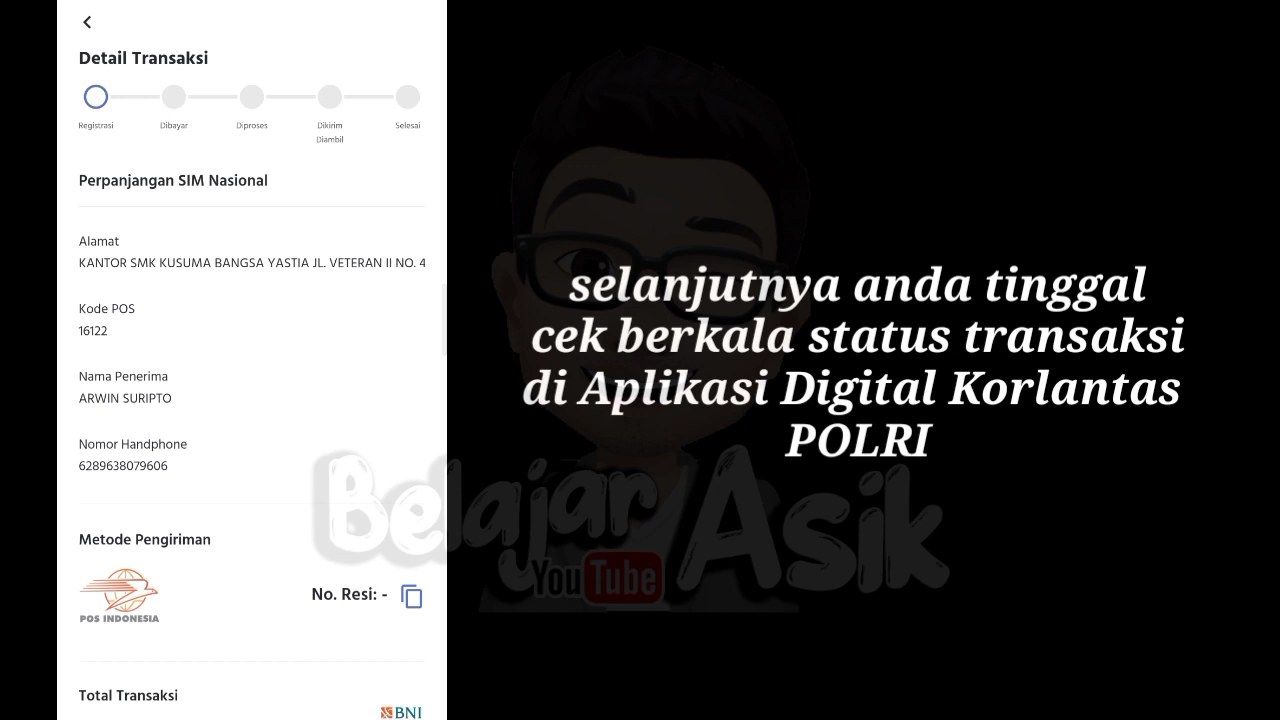 Detail Transaksi
Registrasi Dibayar Diproses Dikirim Selesai
Diambil
Perpanjangan SIM Nasional
Alamat
KANTOR SMK KUSUMA BANGSA YASTIA JL. VETERAN II NO. 4
Kode POS
16122
Nama Penerima
ARWIN SURIPTO
Nomor Handphone
6289638079606
Metode Pengiriman
POS INDONESIA
No. Resi: -
Total Transaksi
BNI
selanjutnya anda tinggal
cek berkala status transaksi
di Aplikasi Digital Korlantas
POLRI
Belajar Asik
YouTube